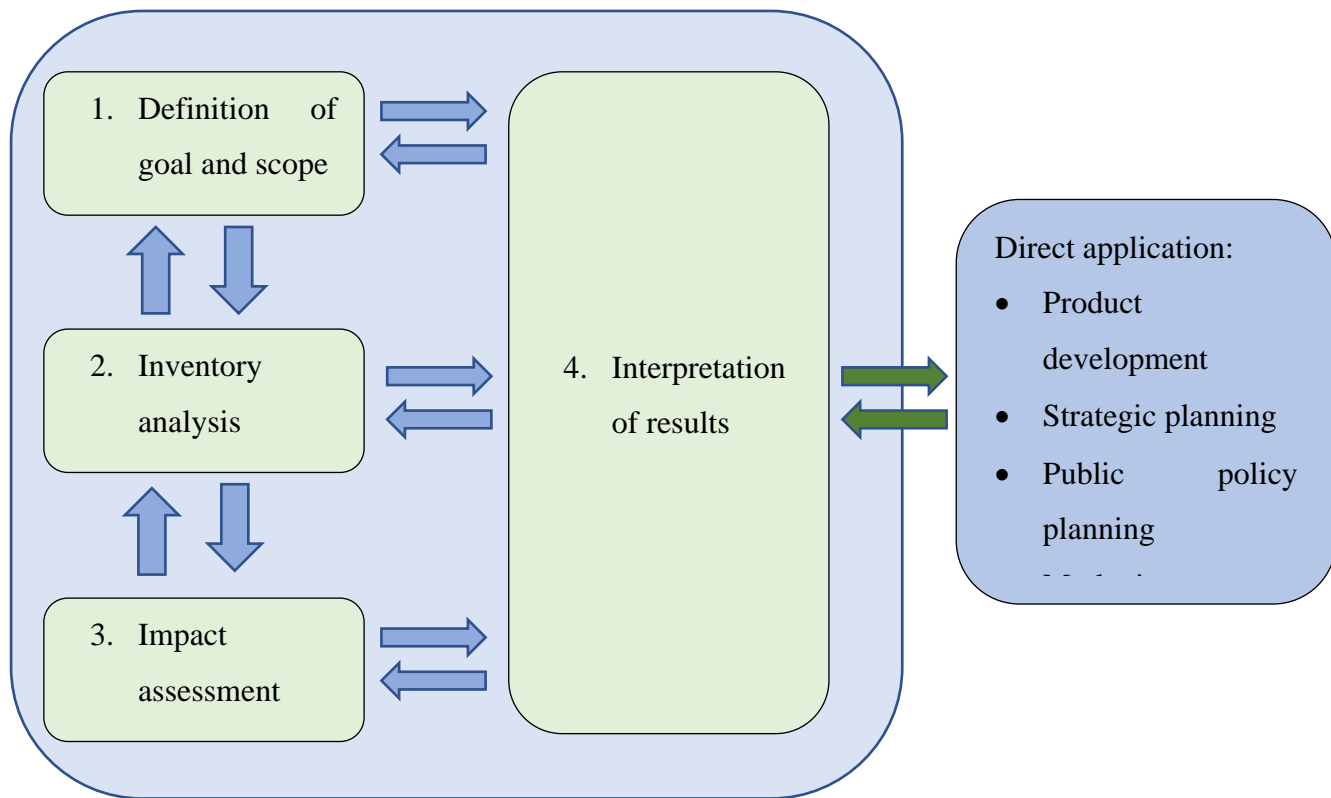 1. Definition of
goal and scope
2. Inventory
analysis
3. Impact
assessment
4. Interpretation
of results
Direct application:
• Product
development
• Strategic planning
• Public policy
planning